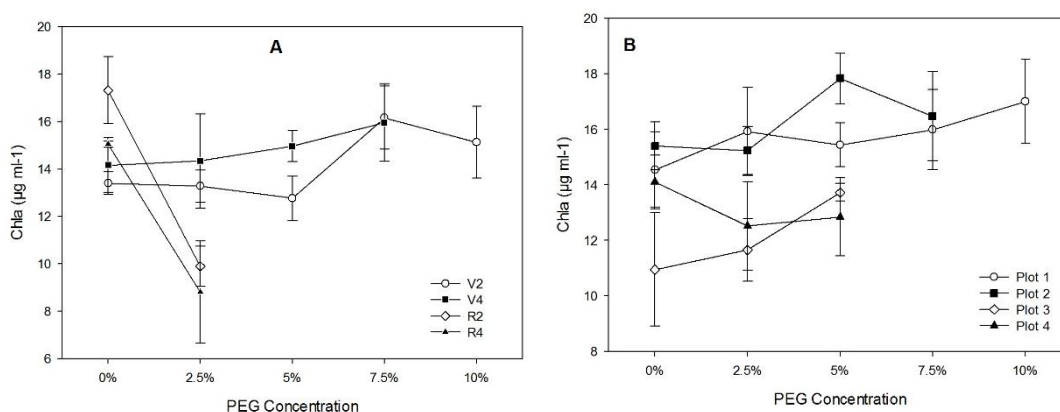 A
20
18
16
14
12
10
8
6
Chla (µg ml-1)
0%
2.5%
5%
7.5%
10%
PEG Concentration
V2
V4
R2
R4
B
20
18
16
14
12
10
8
Chla (µg ml-1)
0%
2.5%
5%
7.5%
10%
PEG Concentration
Plot 1
Plot 2
Plot 3
Plot 4